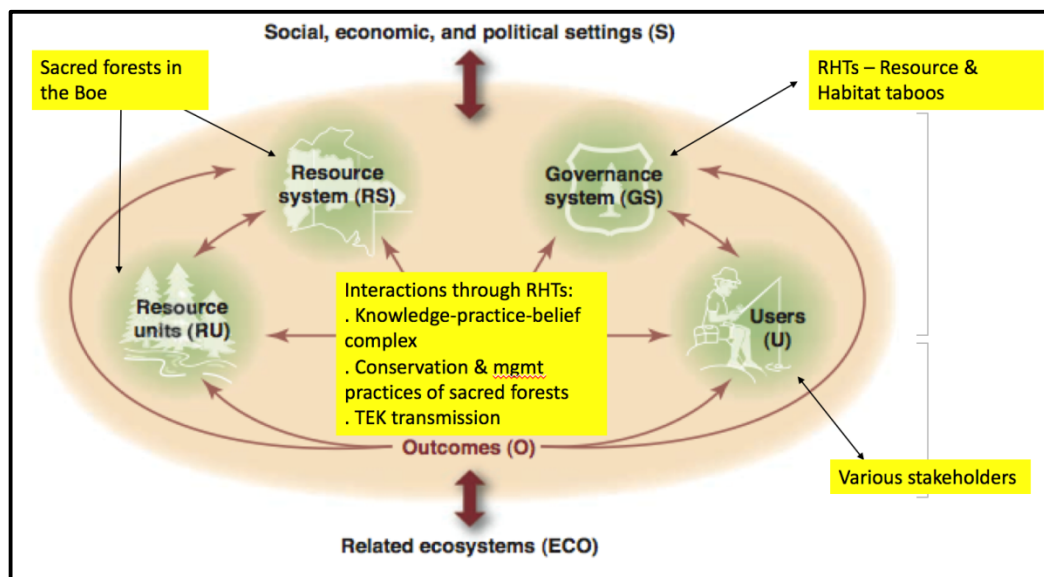 Social, economic, and political settings (S)
Sacred forests in
the Boe
RHTs – Resource &
Habitat taboos
Resource
system (RS)
Governance
system (GS)
Resource
units (RU)
Interactions through RHTs:
. Knowledge-practice-belief
complex
. Conservation & mgmt
practices of sacred forests
. TEK transmission
Users
(U)
Outcomes (O)
Various stakeholders
Related ecosystems (ECO)